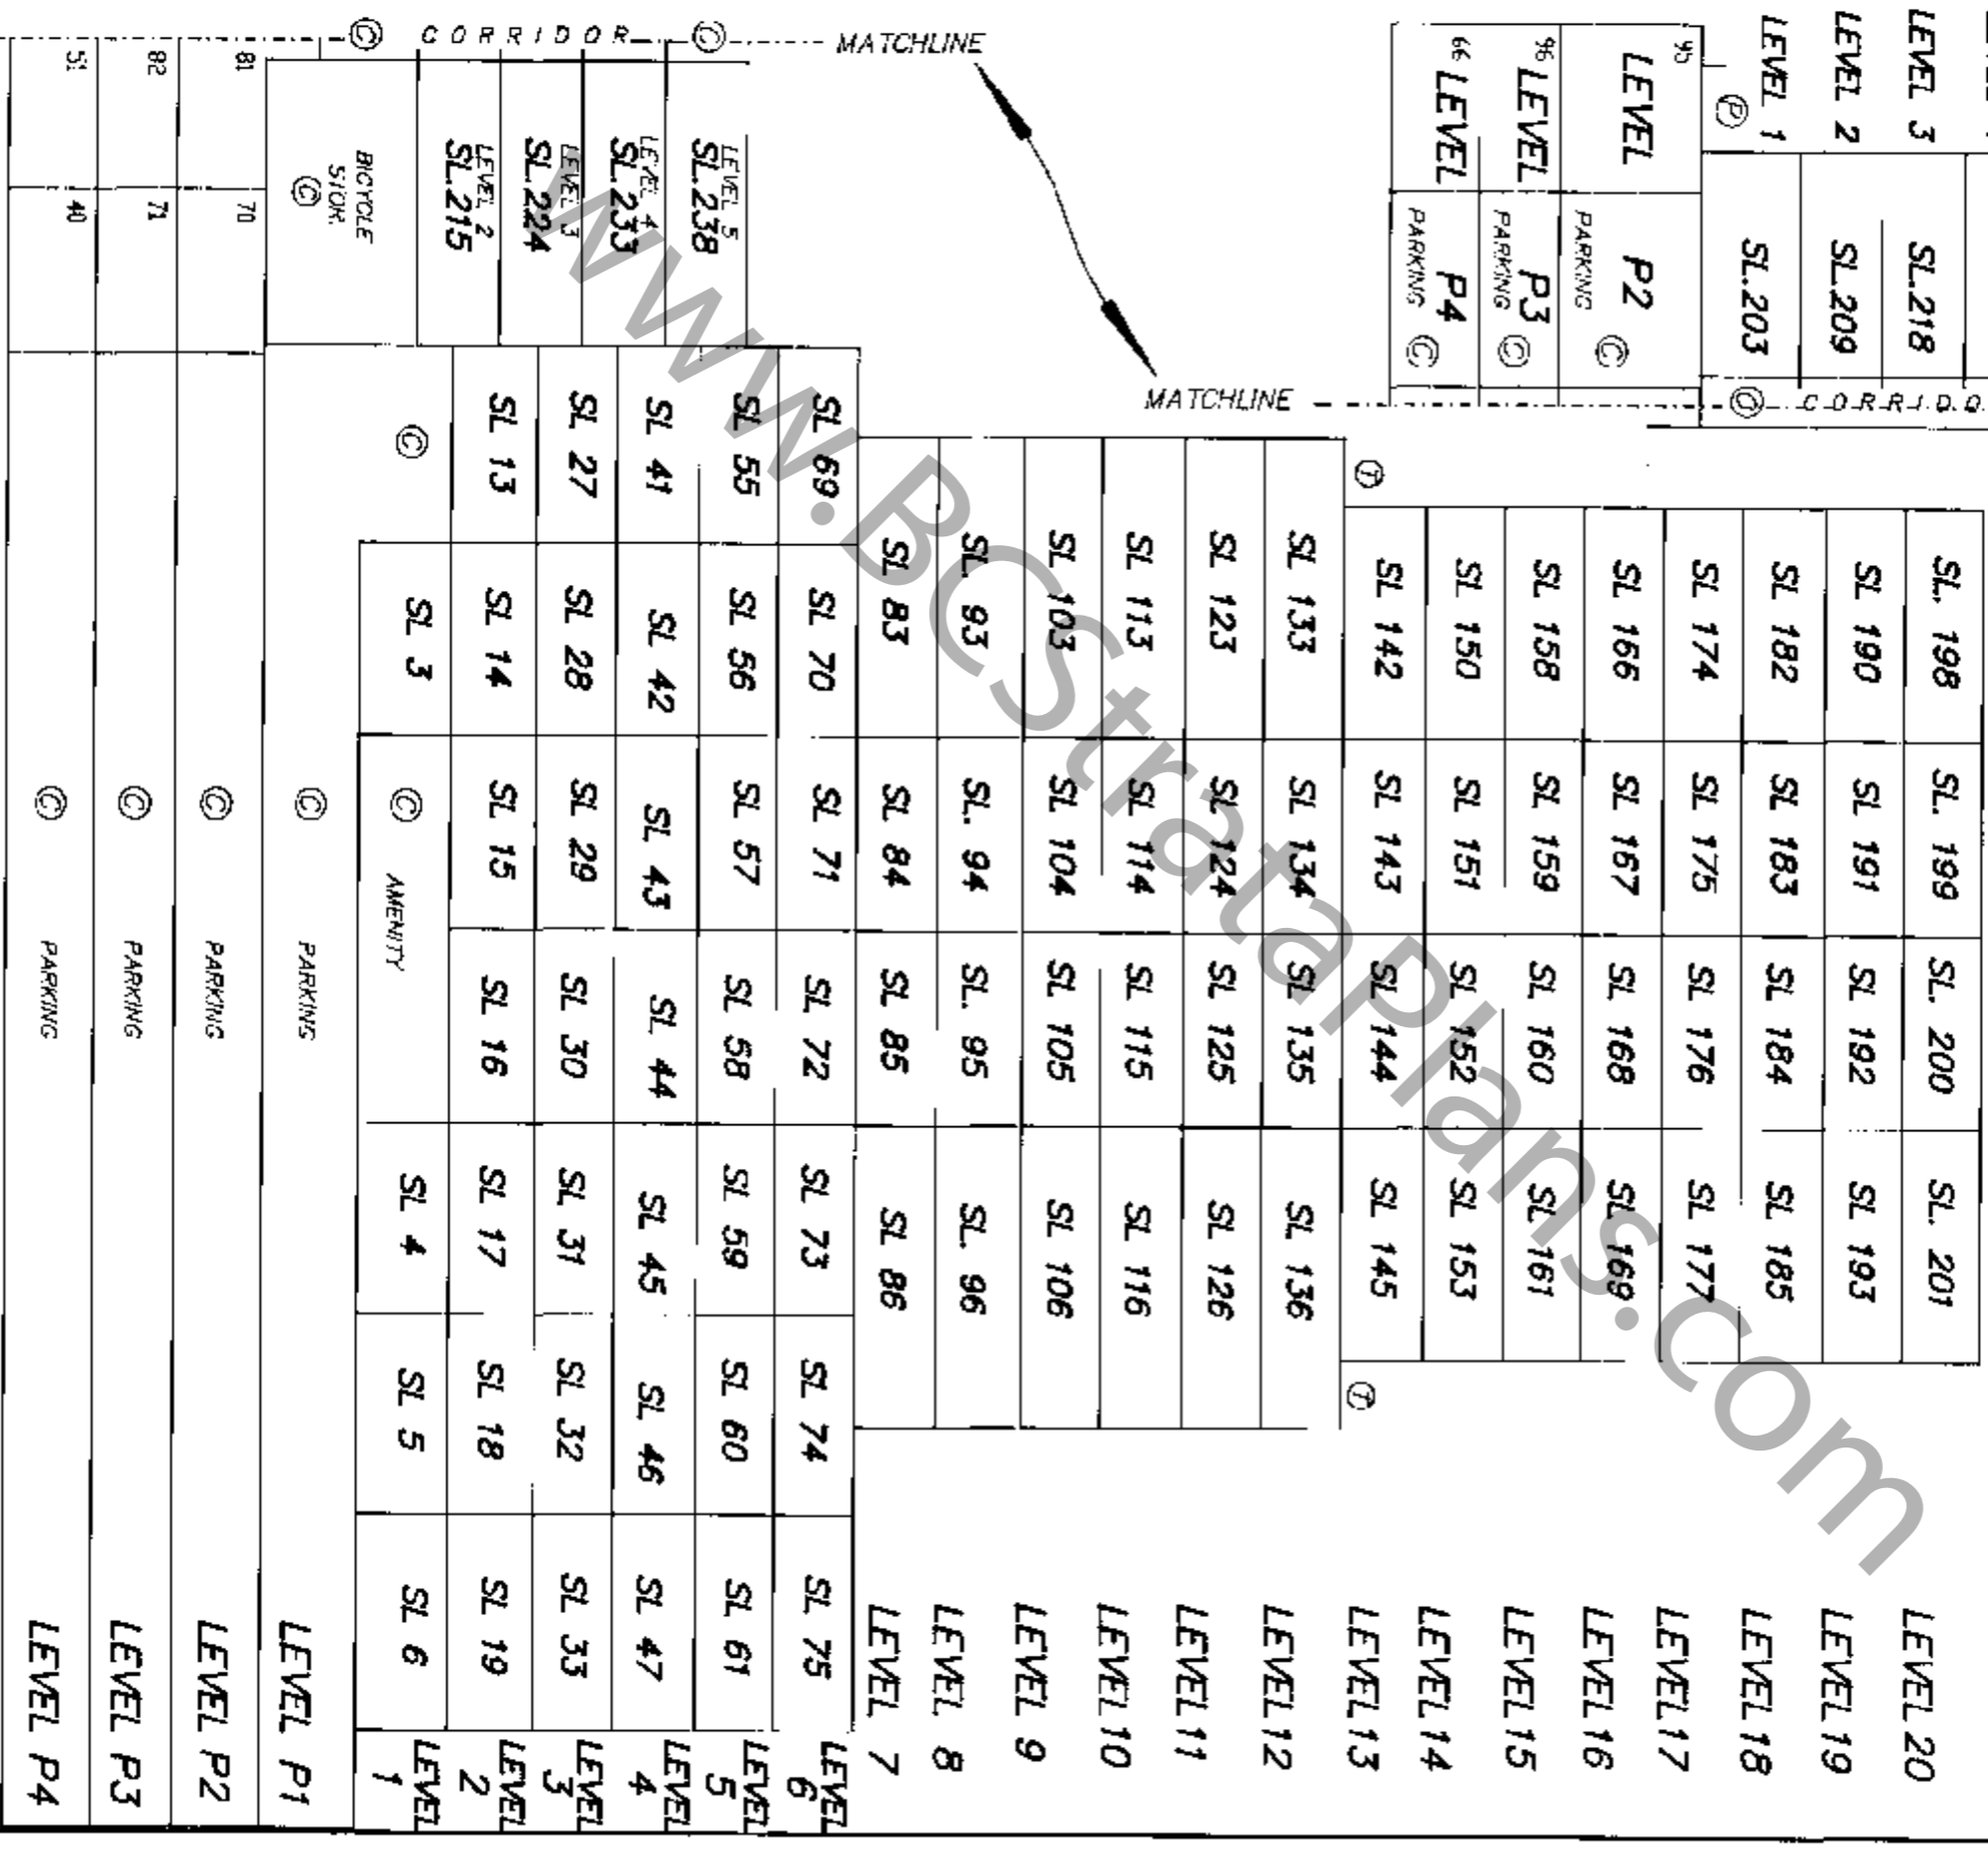 LEVEL 3 SL.218
LEVEL 2 SL.209
LEVEL 1 SL.203
Ⓟ
Ⓒ CORRIDO
95 LEVEL P2
PARKING Ⓒ
96 LEVEL P3
PARKING Ⓒ
66 LEVEL P4
PARKING Ⓒ
MATCHLINE
MATCHLINE
SL. 198 SL. 199 SL. 200 SL. 201 LEVEL 20
SL 190 SL 191 SL 192 SL 193 LEVEL 19
SL 182 SL 183 SL 184 SL 185 LEVEL 18
SL 174 SL 175 SL 176 SL 177 LEVEL 17
SL 166 SL 167 SL 168 SL 169 LEVEL 16
SL 158 SL 159 SL 160 SL 161 LEVEL 15
SL 150 SL 151 SL 152 SL 153 LEVEL 14
Ⓣ SL 142 SL 143 SL 144 SL 145 Ⓣ LEVEL 13
SL 133 SL 134 SL 135 SL 136 LEVEL 12
SL 123 SL 124 SL 125 SL 126 LEVEL 11
SL 113 SL 114 SL 115 SL 116 LEVEL 10
SL 103 SL 104 SL 105 SL 106 LEVEL 9
SL. 93 SL. 94 SL. 95 SL. 96 LEVEL 8
SL 83 SL 84 SL 85 SL 86 LEVEL 7
SL 69 SL 70 SL 71 SL 72 SL 73 SL 74 SL 75 LEVEL 6
LEVEL 5
SL.238 SL 55 SL 56 SL 57 SL 58 SL 59 SL 60 SL 61 LEVEL 5
LEVEL 4
SL.233 SL 41 SL 42 SL 43 SL 44 SL 45 SL 46 SL 47 LEVEL 4
LEVEL 3
SL.224 SL 27 SL 28 SL 29 SL 30 SL 31 SL 32 SL 33 LEVEL 3
LEVEL 2
SL.215 SL 13 SL 14 SL 15 SL 16 SL 17 SL 18 SL 19 LEVEL 2
Ⓒ CORRIDOR Ⓒ
Ⓒ SL 3 Ⓒ AMENITY SL 4 SL 5 SL 6 LEVEL 1
BICYCLE
STOR.
Ⓒ
Ⓒ PARKING LEVEL P1
81 70 Ⓒ PARKING LEVEL P2
82 71 Ⓒ PARKING LEVEL P3
51 40 Ⓒ PARKING LEVEL P4
www.BCStrataPlans.com